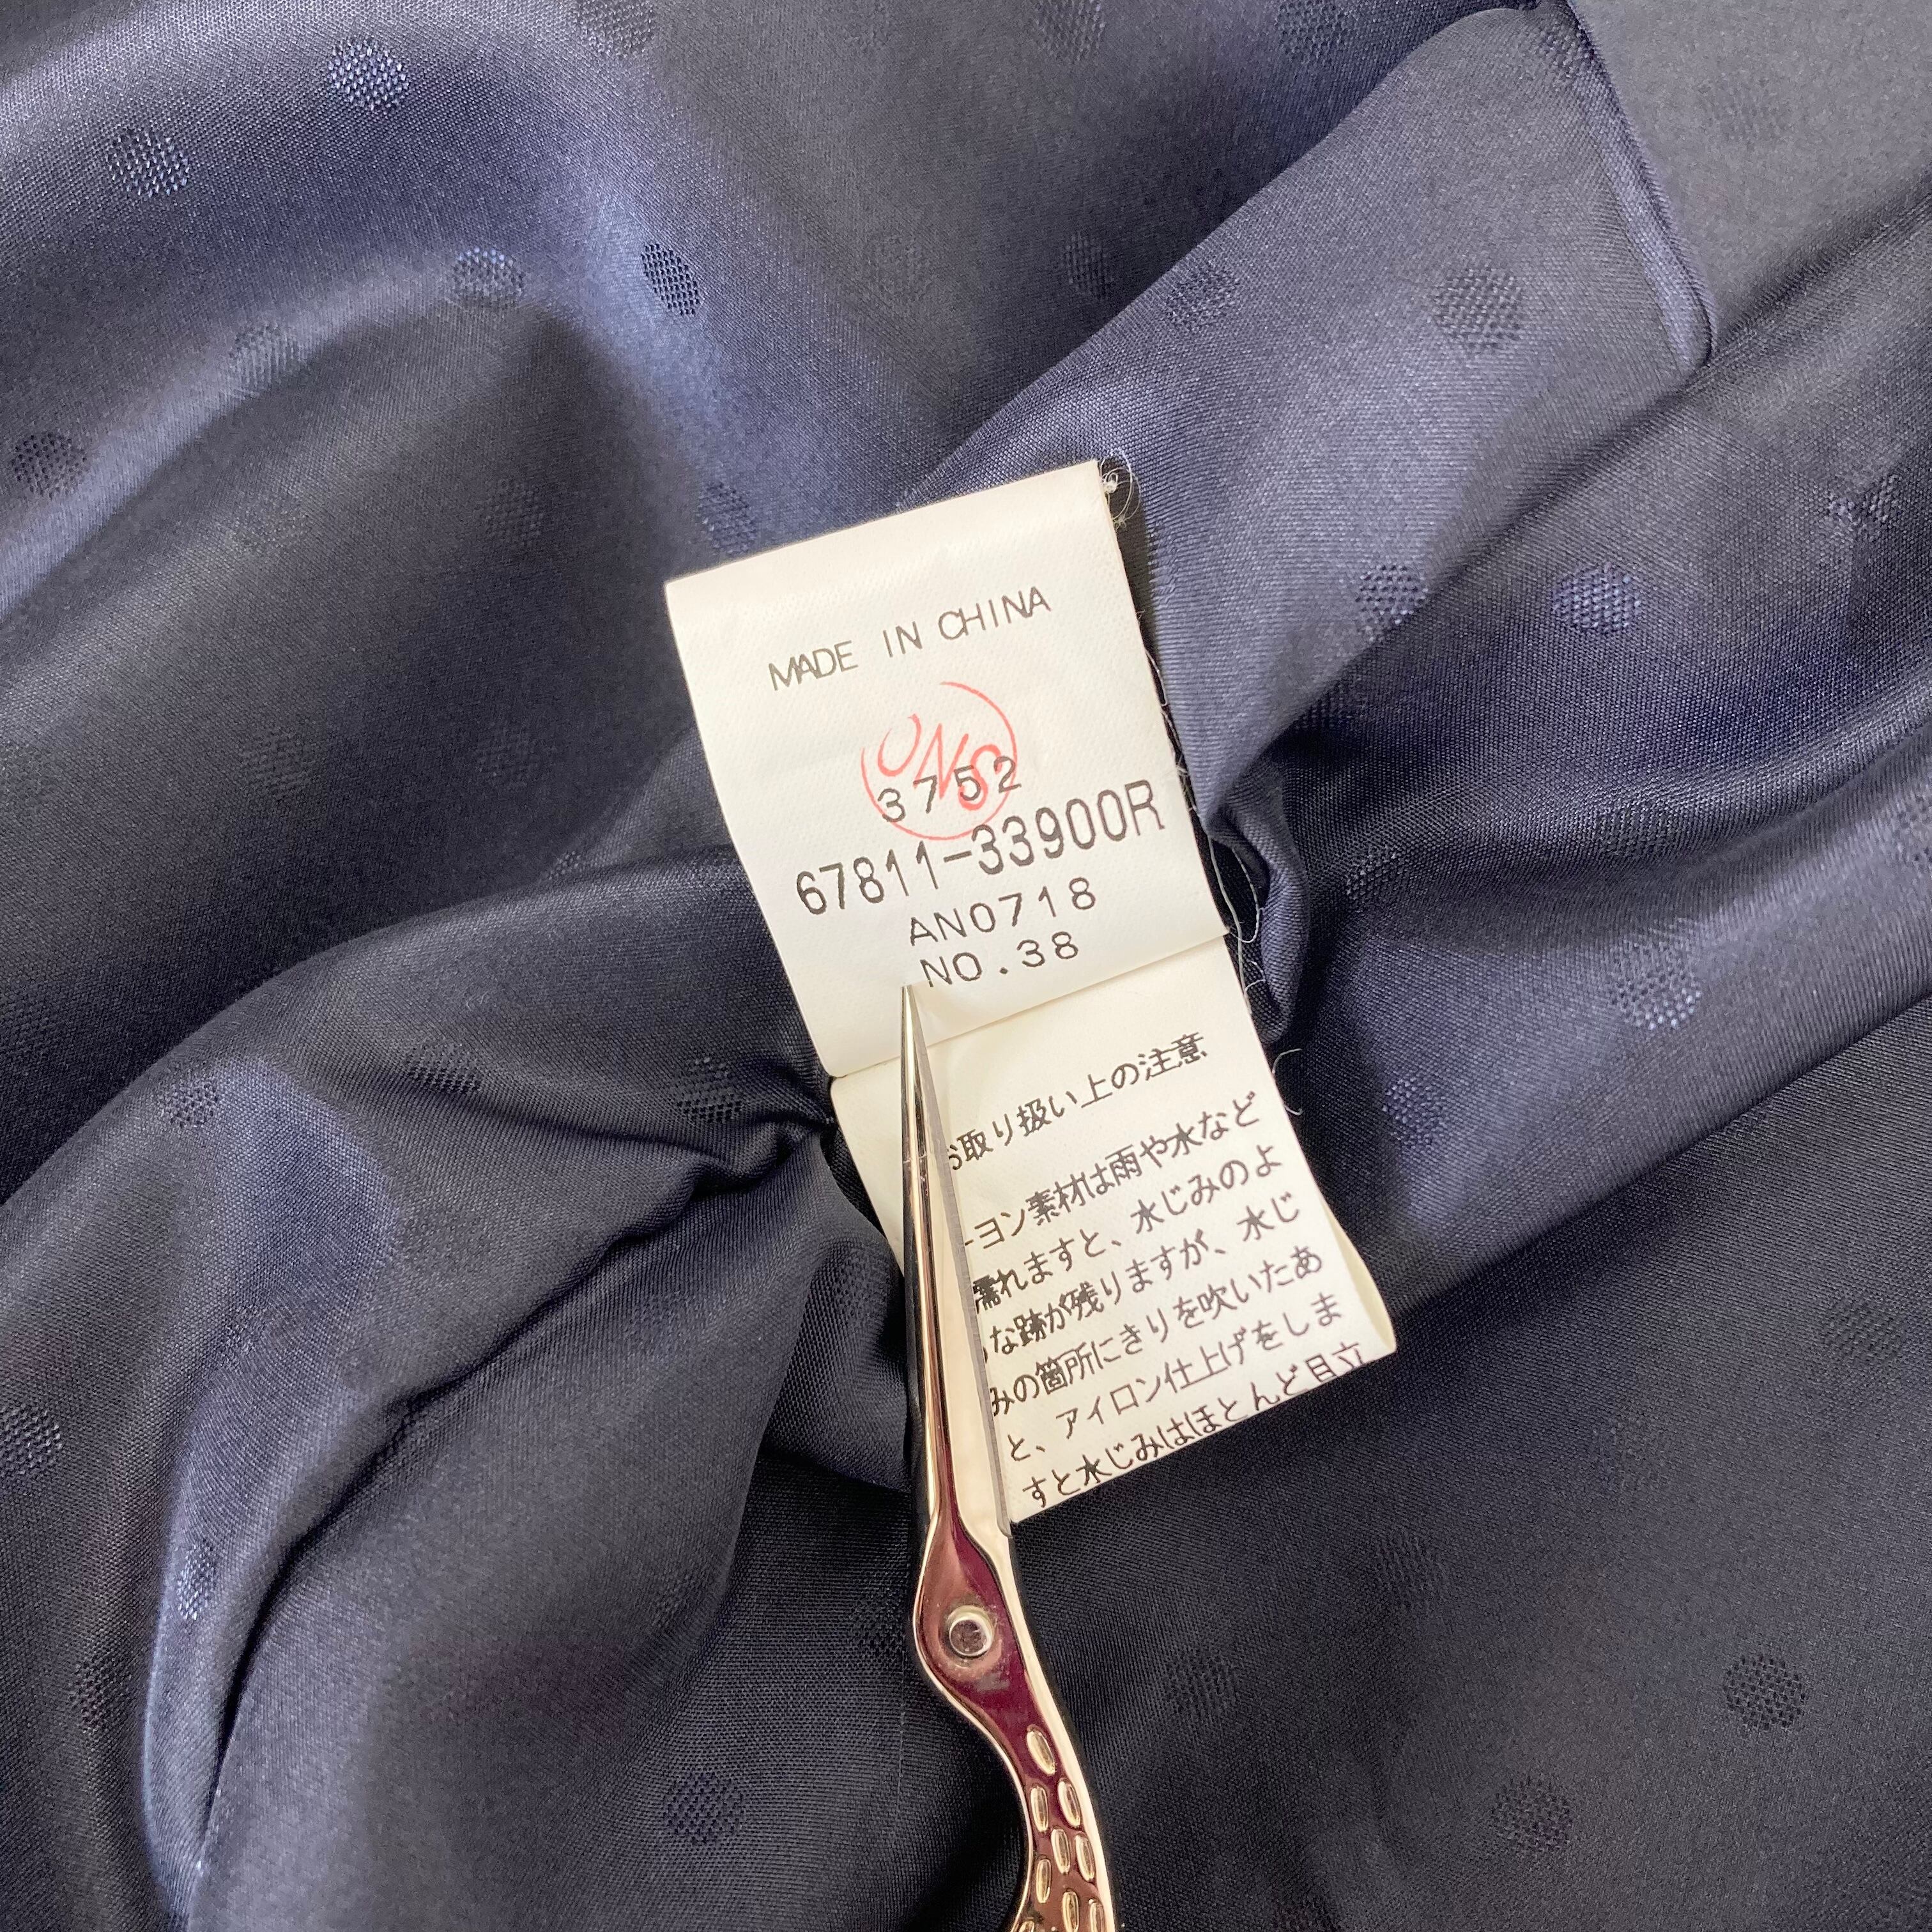 MADE IN CHINA
ONS
3752
67811-33900R
AN0718
NO.38
お取り扱い上の注意
ーヨン素材は雨や水など
濡れますと、水じみのよ
な跡が残りますが、水じ
みの箇所にきりを吹いたあ
と、アイロン仕上げをしま
すと水じみはほとんど目立